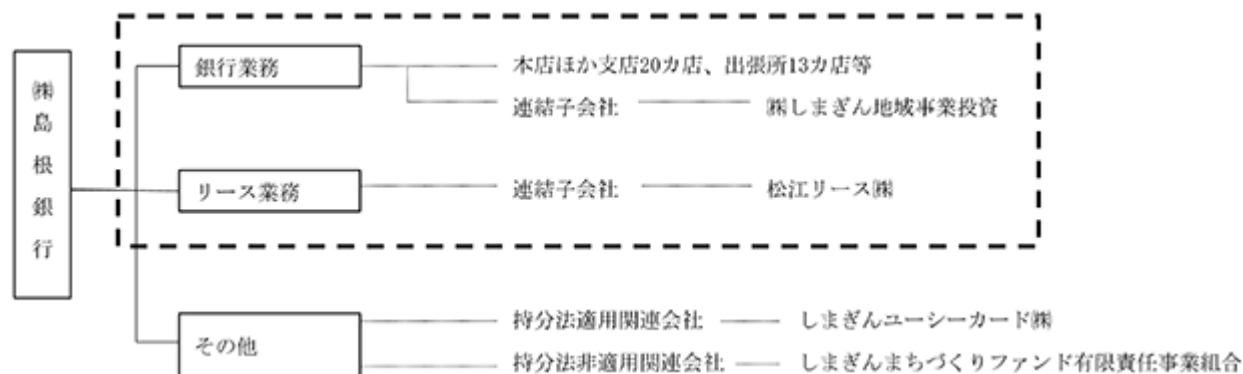 ㈱島根銀行
銀行業務
本店ほか支店20カ店、出張所13カ店等
連結子会社
㈱しまぎん地域事業投資
リース業務
連結子会社
松江リース㈱
その他
持分法適用関連会社
しまぎんユーシーカード㈱
持分法非適用関連会社
しまぎんまちづくりファンド有限責任事業組合